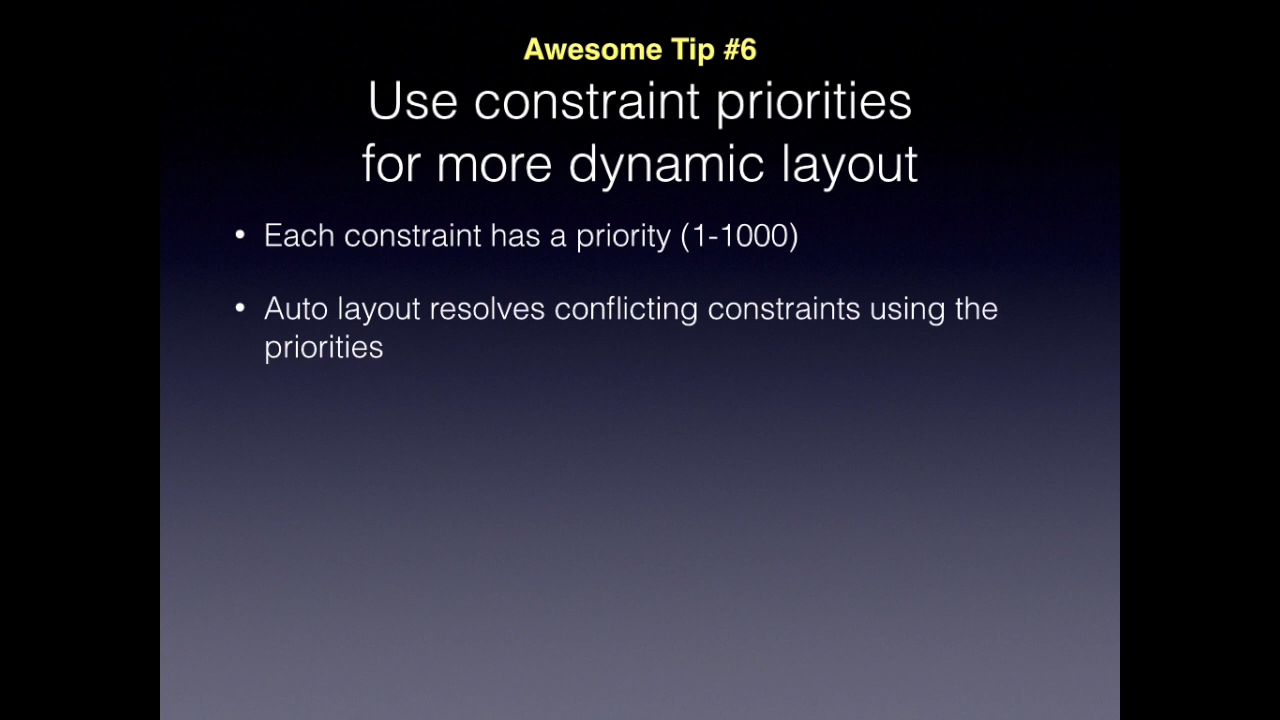 Awesome Tip #6
Use constraint priorities
for more dynamic layout
• Each constraint has a priority (1-1000)
• Auto layout resolves conflicting constraints using the
priorities